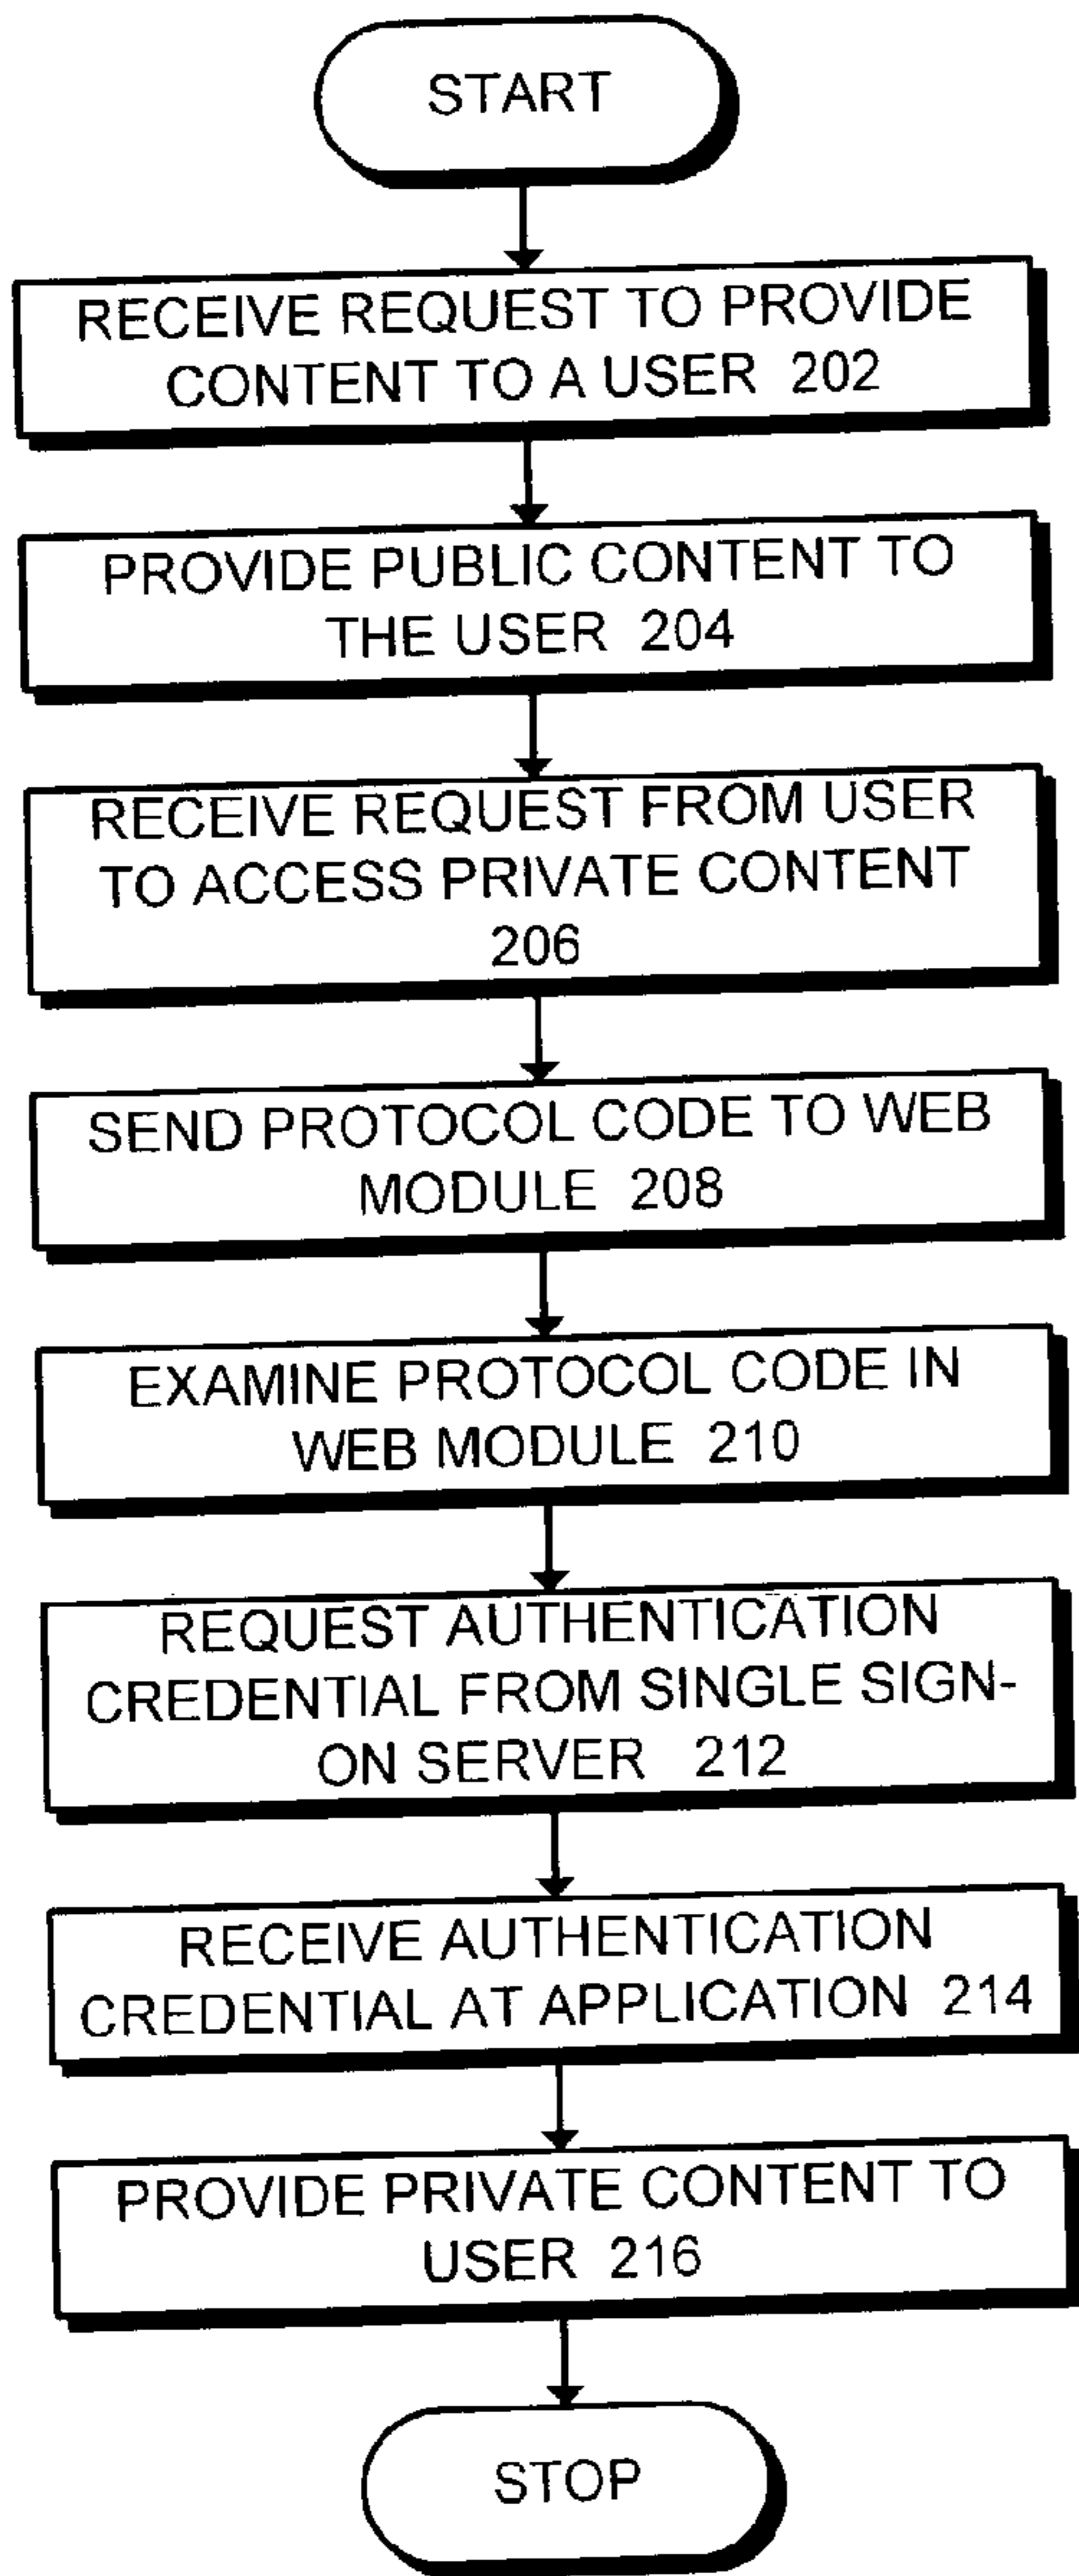 START
RECEIVE REQUEST TO PROVIDE
CONTENT TO A USER 202
PROVIDE PUBLIC CONTENT TO
THE USER 204
RECEIVE REQUEST FROM USER
TO ACCESS PRIVATE CONTENT
206
SEND PROTOCOL CODE TO WEB
MODULE 208
EXAMINE PROTOCOL CODE IN
WEB MODULE 210
REQUEST AUTHENTICATION
CREDENTIAL FROM SINGLE SIGN-
ON SERVER 212
RECEIVE AUTHENTICATION
CREDENTIAL AT APPLICATION 214
PROVIDE PRIVATE CONTENT TO
USER 216
STOP